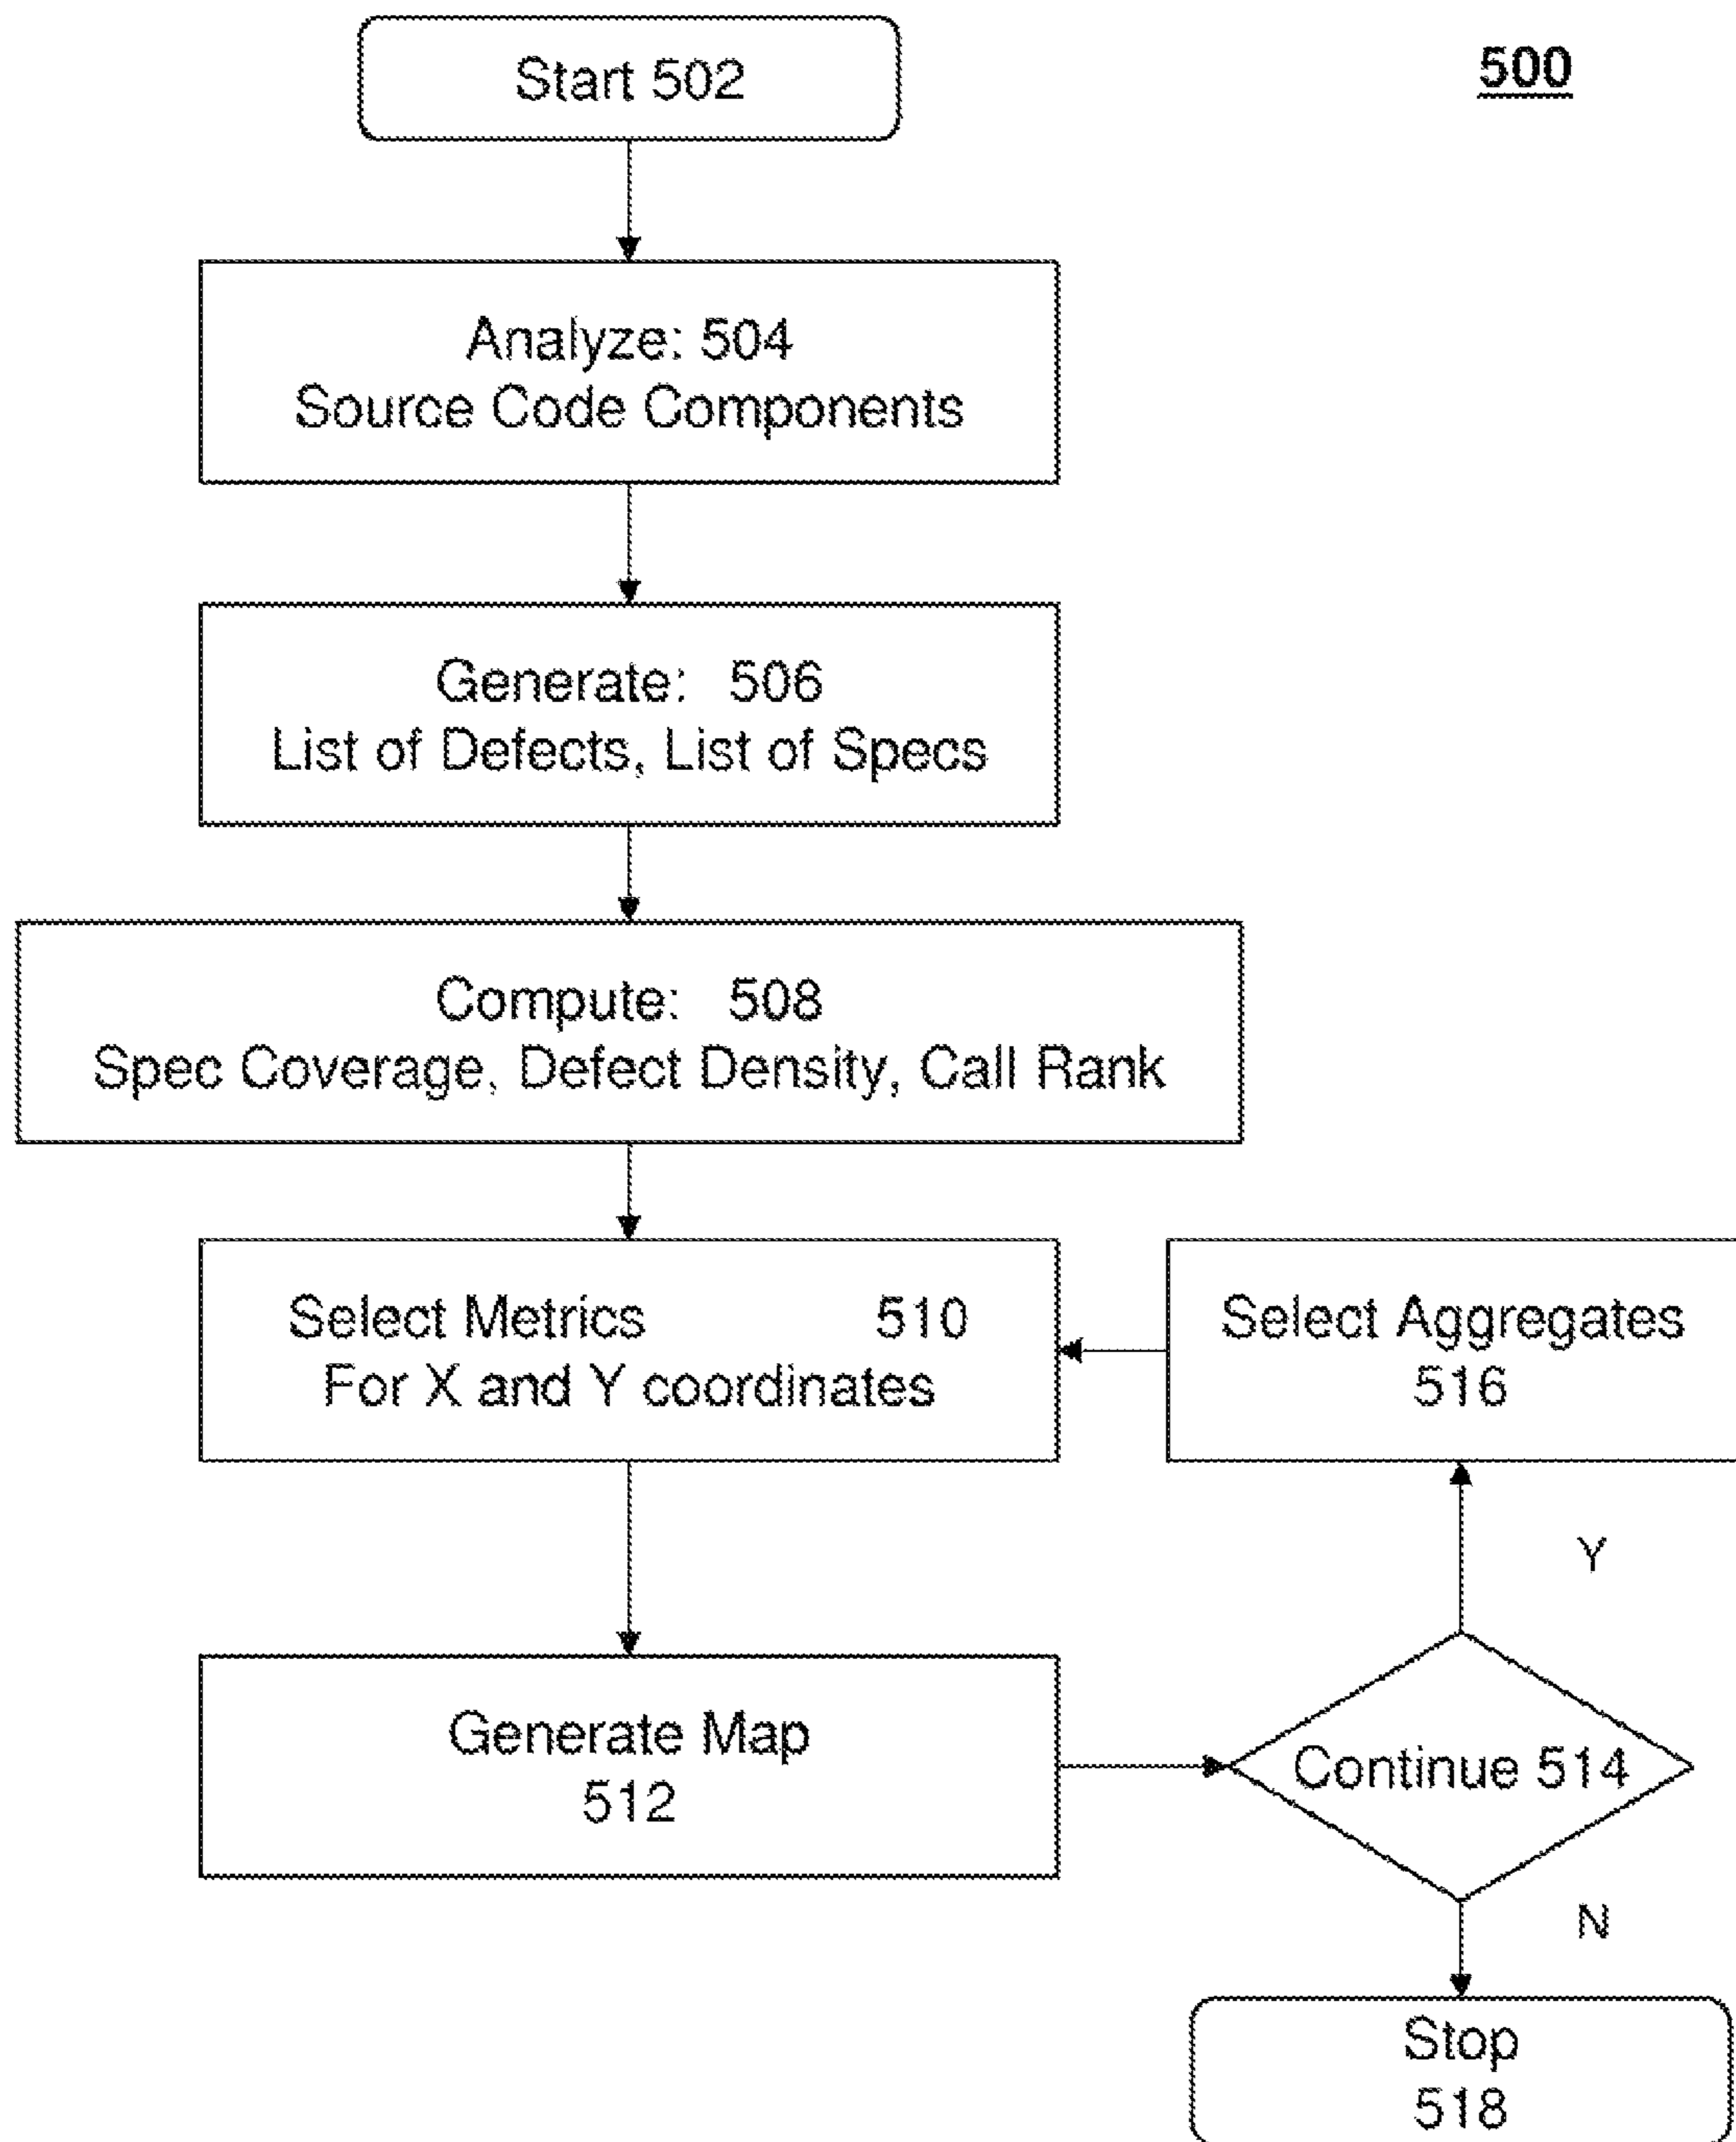 500
Start 502
Analyze: 504
Source Code Components
Generate: 506
List of Defects, List of Specs
Compute: 508
Spec Coverage, Defect Density, Call Rank
Select Metrics 510
For X and Y coordinates
Select Aggregates
516
Y
Generate Map
512
Continue 514
N
Stop
518